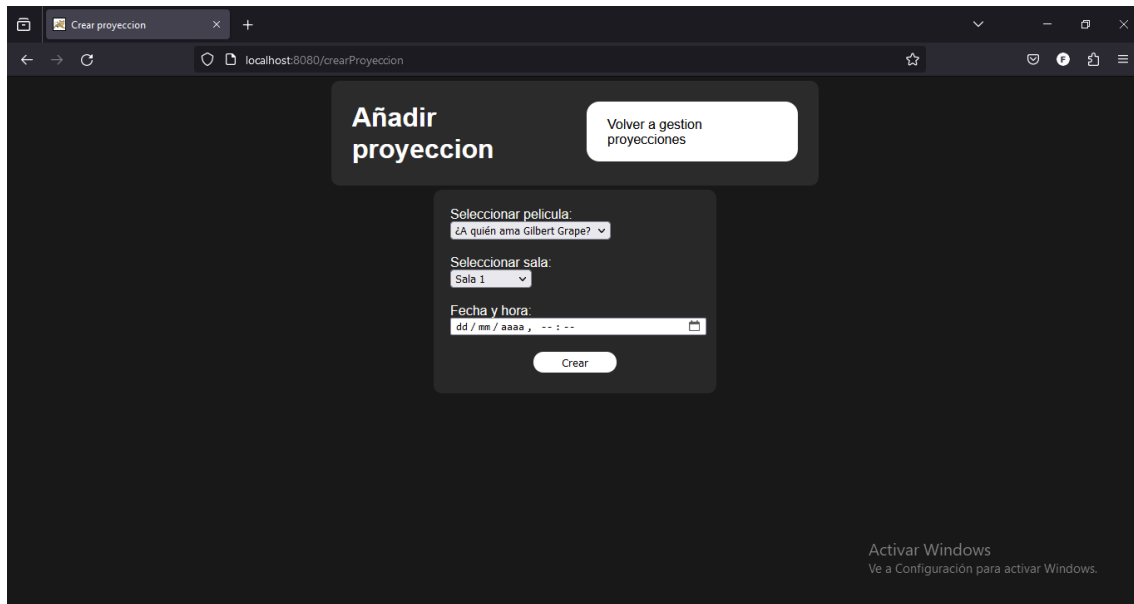 Crear proyeccion
localhost:8080/crearProyeccion
F
Añadir
proyeccion
Volver a gestion
proyecciones
Seleccionar pelicula:
¿A quién ama Gilbert Grape?
Seleccionar sala:
Sala 1
Fecha y hora:
dd / mm / aaaa , -- : --
Crear
Activar Windows
Ve a Configuración para activar Windows.